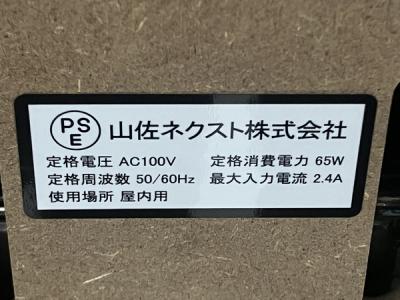 PSE 山佐ネクスト株式会社
定格電圧 AC100V 定格消費電力 65W
定格周波数 50/60Hz 最大入力電流 2.4A
使用場所 屋内用